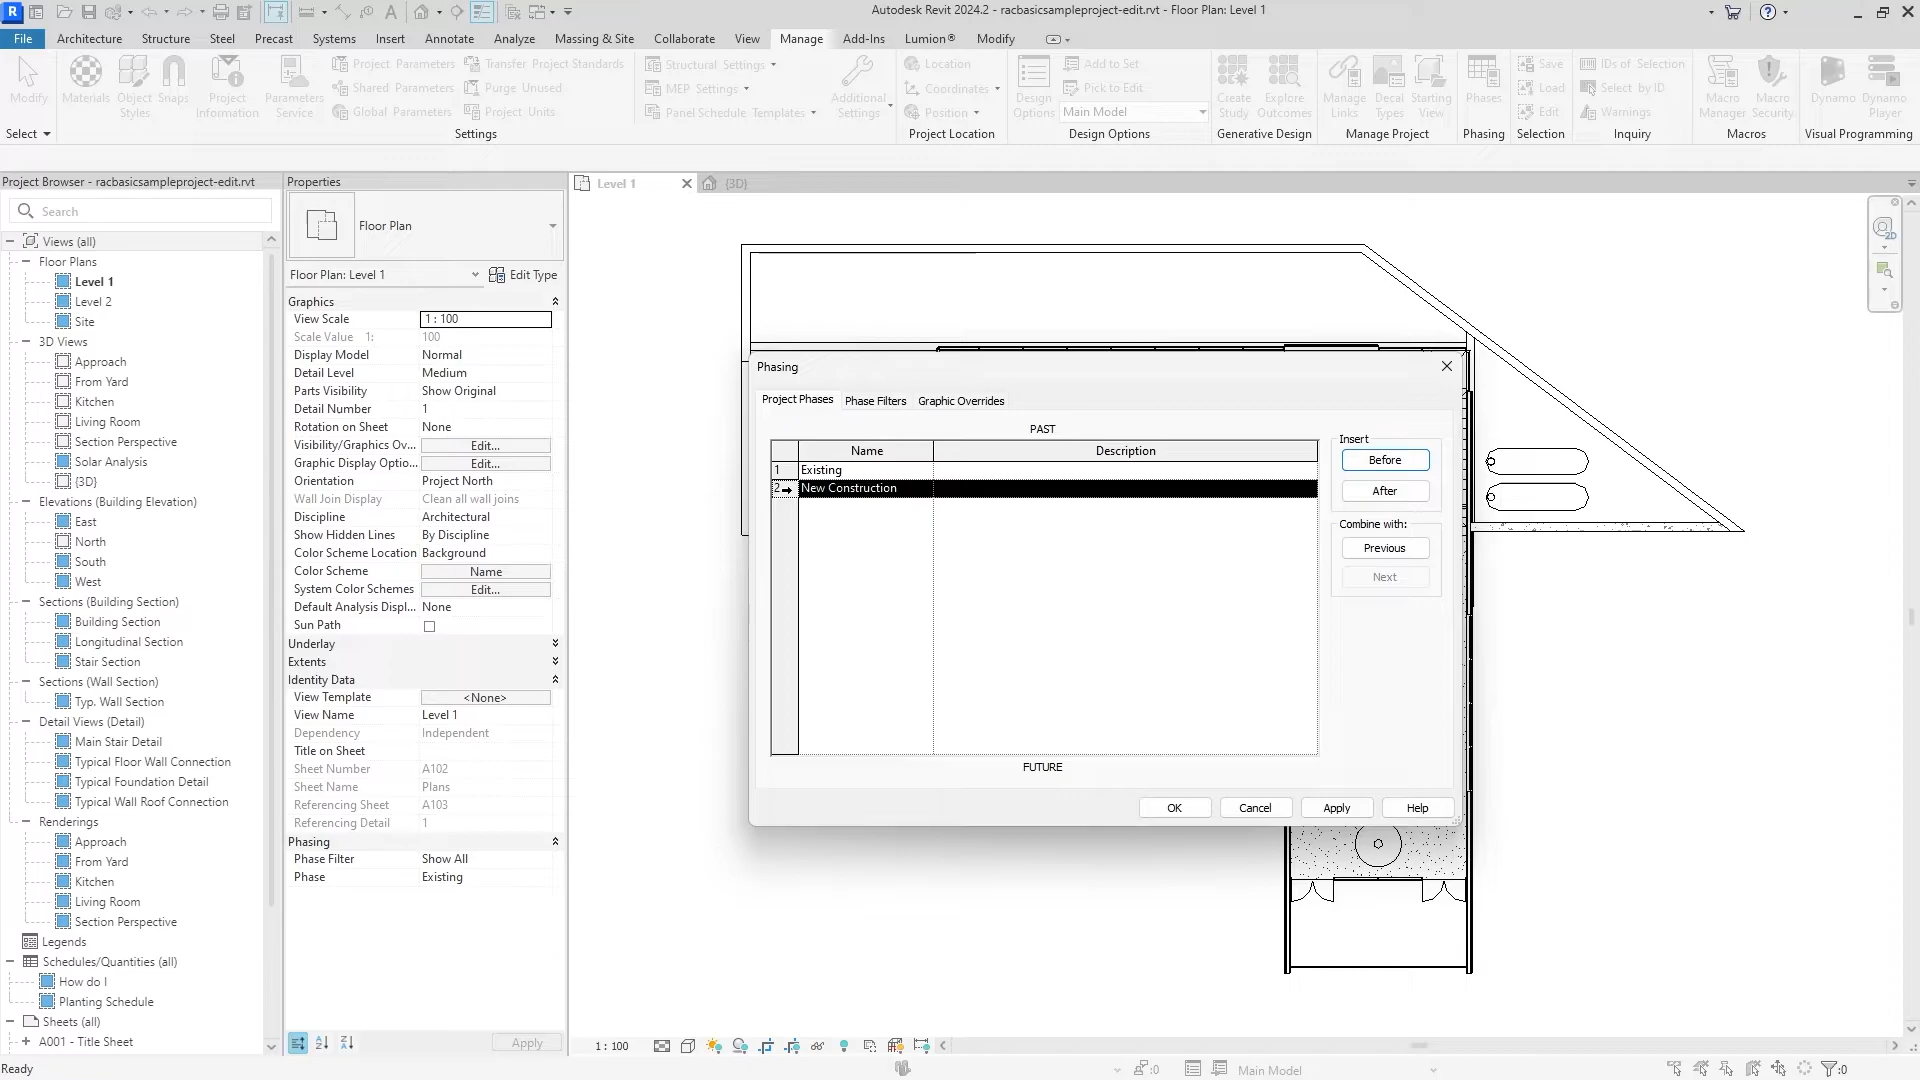 Autodesk Revit 2024.2 - racbasicsampleproject-edit.rvt - Floor Plan: Level 1
File Architecture Structure Steel Precast Systems Insert Annotate Analyze Massing & Site Collaborate View Manage Add-Ins Lumion® Modify
Modify
Materials
Object Styles
Snaps
Project Information
Parameters Service
Project Parameters
Shared Parameters
Global Parameters
Transfer Project Standards
Purge Unused
Project Units
Structural Settings
MEP Settings
Panel Schedule Templates
Additional Settings
Location
Coordinates
Position
Design Options
Add to Set
Pick to Edit
Main Model
Create Study
Explore Outcomes
Manage Links
Decal Types
Starting View
Phases
Save
Load
Edit
IDs of Selection
Select by ID
Warnings
Macro Manager
Macro Security
Dynamo
Dynamo Player
Select
Settings
Project Location
Design Options
Generative Design
Manage Project
Phasing
Selection
Inquiry
Macros
Visual Programming
Project Browser - racbasicsampleproject-edit.rvt
Search
Views (all)
Floor Plans
Level 1
Level 2
Site
3D Views
Approach
From Yard
Kitchen
Living Room
Section Perspective
Solar Analysis
{3D}
Elevations (Building Elevation)
East
North
South
West
Sections (Building Section)
Building Section
Longitudinal Section
Stair Section
Sections (Wall Section)
Typ. Wall Section
Detail Views (Detail)
Main Stair Detail
Typical Floor Wall Connection
Typical Foundation Detail
Typical Wall Roof Connection
Renderings
Approach
From Yard
Kitchen
Living Room
Section Perspective
Legends
Schedules/Quantities (all)
How do I
Planting Schedule
Sheets (all)
A001 - Title Sheet
Properties
Floor Plan
Floor Plan: Level 1
Edit Type
Graphics
View Scale 1 : 100
Scale Value 1: 100
Display Model Normal
Detail Level Medium
Parts Visibility Show Original
Detail Number 1
Rotation on Sheet None
Visibility/Graphics Ov... Edit...
Graphic Display Optio... Edit...
Orientation Project North
Wall Join Display Clean all wall joins
Discipline Architectural
Show Hidden Lines By Discipline
Color Scheme Location Background
Color Scheme Name
System Color Schemes Edit...
Default Analysis Displ... None
Sun Path
Underlay
Extents
Identity Data
View Template <None>
View Name Level 1
Dependency Independent
Title on Sheet
Sheet Number A102
Sheet Name Plans
Referencing Sheet A103
Referencing Detail 1
Phasing
Phase Filter Show All
Phase Existing
Apply
Level 1
{3D}
2D
Phasing
Project Phases Phase Filters Graphic Overrides
PAST
Name Description
1 Existing
2 New Construction
FUTURE
Insert
Before
After
Combine with:
Previous
Next
OK Cancel Apply Help
1 : 100
Ready
:0
Main Model
:0